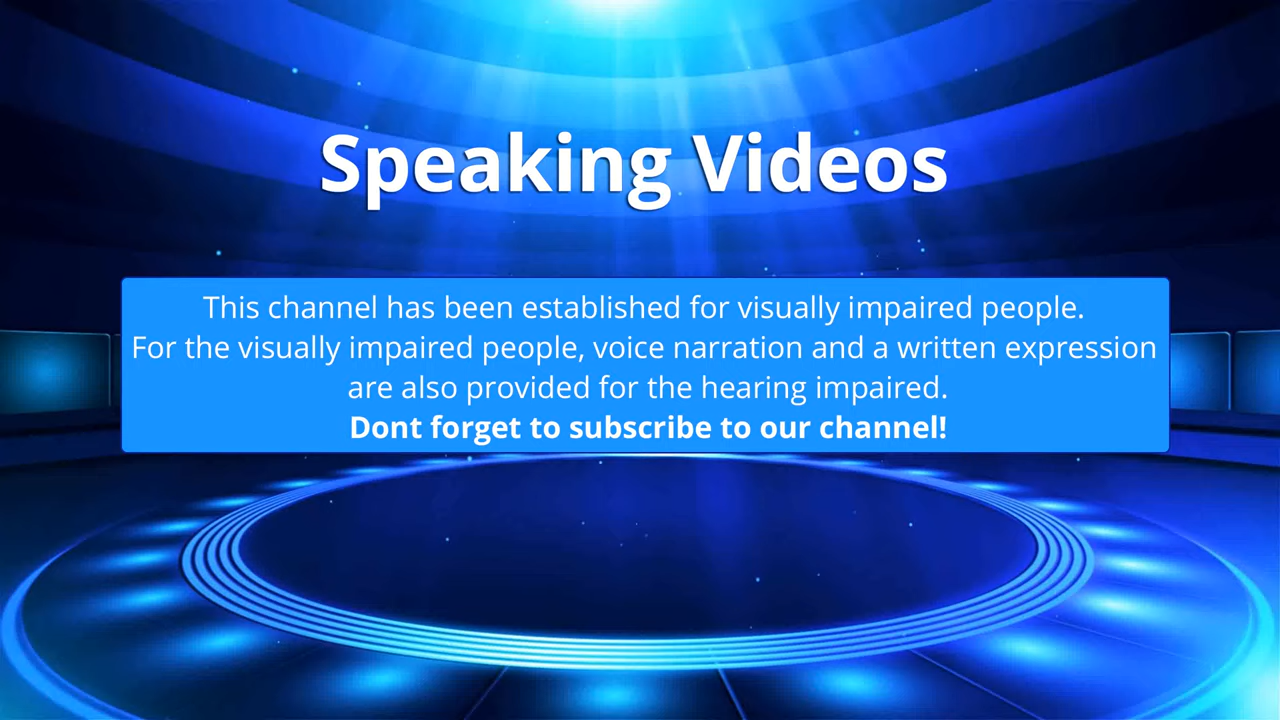 Speaking Videos
This channel has been established for visually impaired people.
For the visually impaired people, voice narration and a written expression
are also provided for the hearing impaired.
Dont forget to subscribe to our channel!